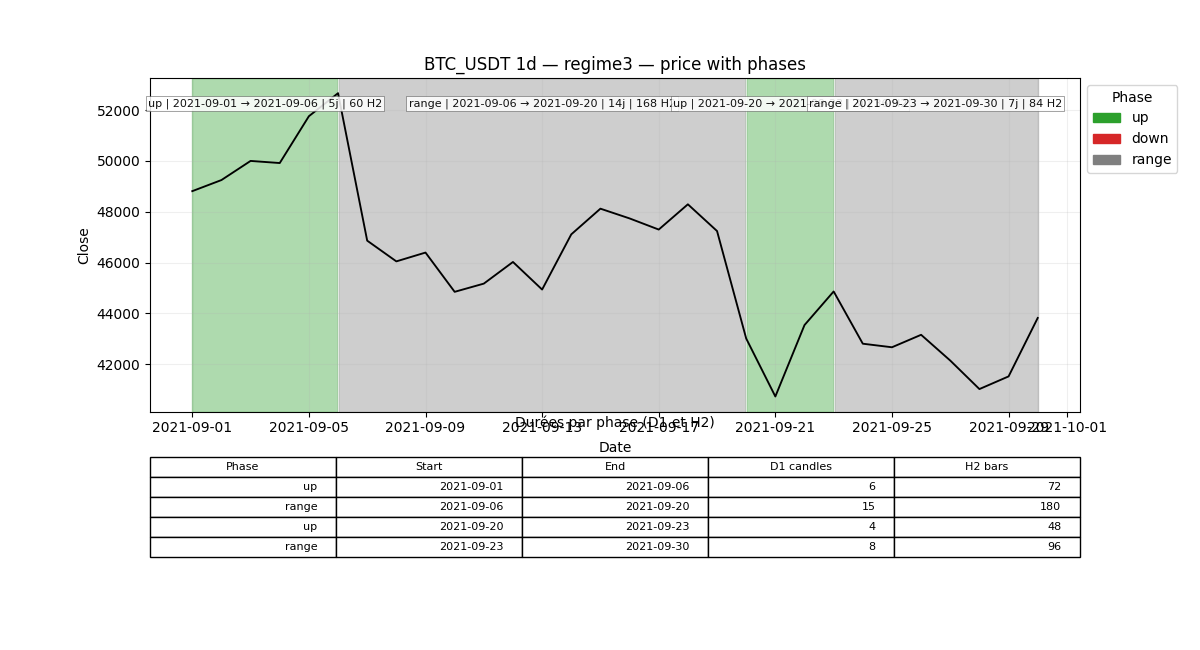 BTC_USDT 1d — regime3 — price with phases
up | 2021-09-01 → 2021-09-06 | 5j | 60 H2
range | 2021-09-06 → 2021-09-20 | 14j | 168 H2
up | 2021-09-20 → 2021
range | 2021-09-23 → 2021-09-30 | 7j | 84 H2
Phase
up
down
range
Close
52000
50000
48000
46000
44000
42000
2021-09-01 2021-09-05 2021-09-09 2021-09-13 2021-09-17 2021-09-21 2021-09-25 2021-09-29 2021-10-01
Durées par phase (D1 et H2)
Date
Phase Start End D1 candles H2 bars
up 2021-09-01 2021-09-06 6 72
range 2021-09-06 2021-09-20 15 180
up 2021-09-20 2021-09-23 4 48
range 2021-09-23 2021-09-30 8 96